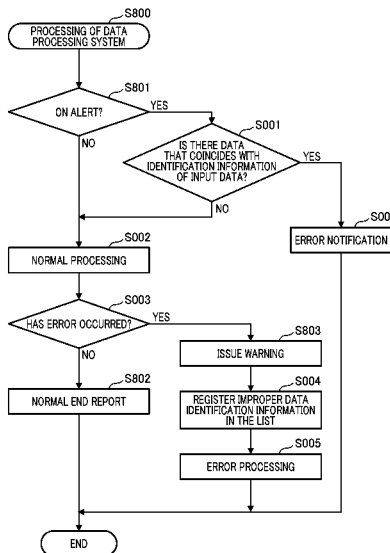 S800
PROCESSING OF DATA
PROCESSING SYSTEM
S801
ON ALERT?
YES
NO
S001
IS THERE DATA
THAT COINCIDES WITH
IDENTIFICATION INFORMATION
OF INPUT DATA?
YES
NO
S00
ERROR NOTIFICATION
S002
NORMAL PROCESSING
S003
HAS ERROR OCCURRED?
YES
NO
S803
ISSUE WARNING
S802
NORMAL END REPORT
S004
REGISTER IMPROPER DATA
IDENTIFICATION INFORMATION
IN THE LIST
S005
ERROR PROCESSING
END